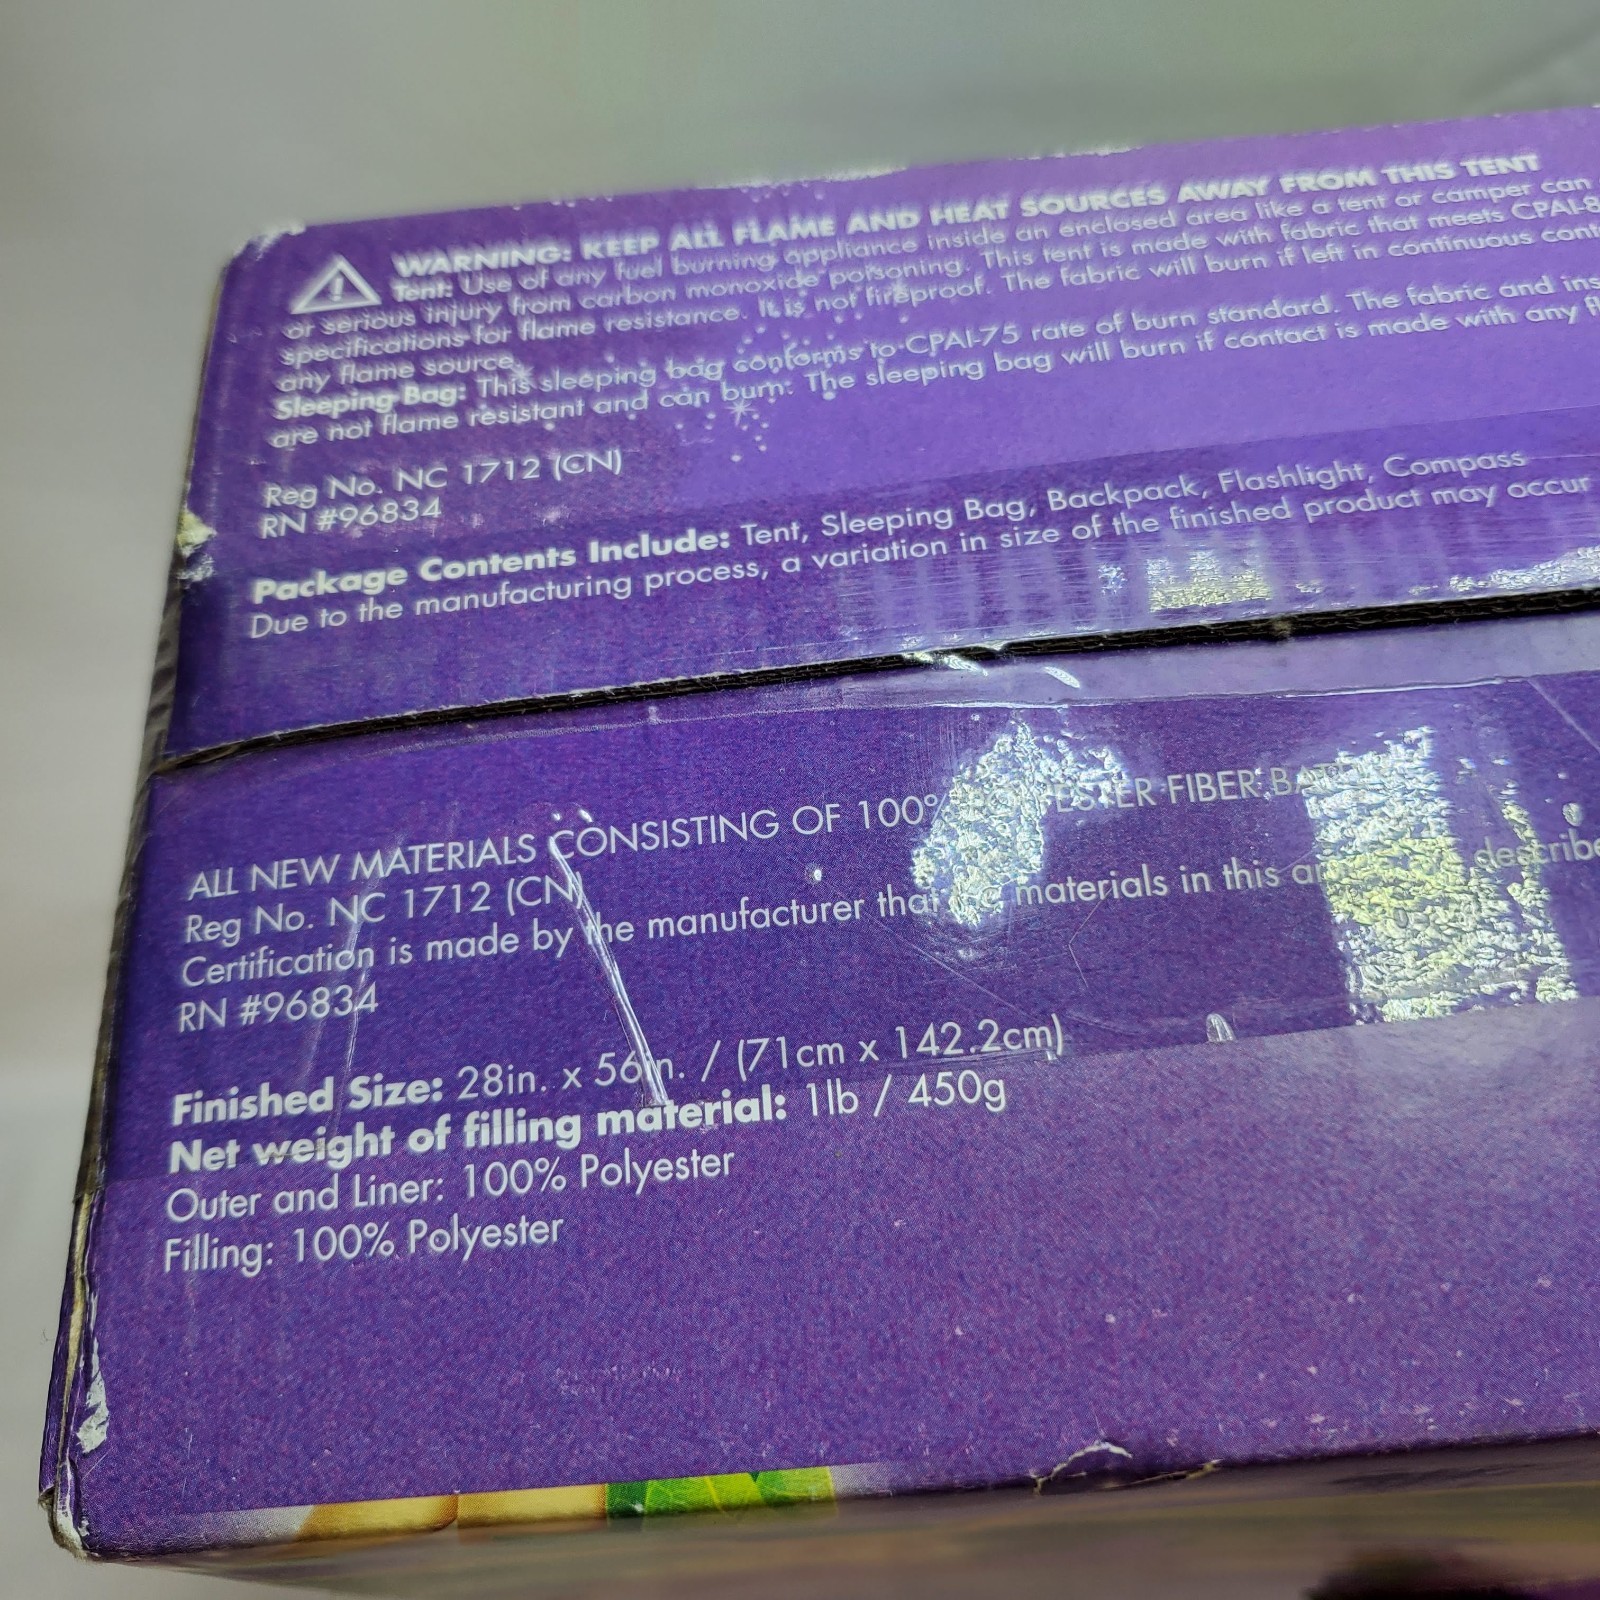 WARNING: KEEP ALL FLAME AND HEAT SOURCES AWAY FROM THIS TENT
Tent: Use of any fuel burning appliance inside an enclosed area like a tent or camper can
or serious injury from carbon monoxide poisoning. This tent is made with fabric that meets CPAI-8
specifications for flame resistance. It is not fireproof. The fabric will burn if left in continuous
any flame source.
Sleeping Bag: This sleeping bag conforms to CPAI-75 rate of burn standard. The fabric and
are not flame resistant and can burn. The sleeping bag will burn if contact is made with any
Reg No. NC 1712 (CN)
RN #96834
Package Contents Include: Tent, Sleeping Bag, Backpack, Flashlight, Compass
Due to the manufacturing process, a variation in size of the finished product may occur
ALL NEW MATERIALS CONSISTING OF 100% POLYESTER FIBER
Reg No. NC 1712 (CN)
Certification is made by the manufacturer that the materials in this
RN #96834
Finished Size: 28in. x 56in. / (71cm x 142.2cm)
Net weight of filling material: 1lb / 450g
Outer and Liner: 100% Polyester
Filling: 100% Polyester